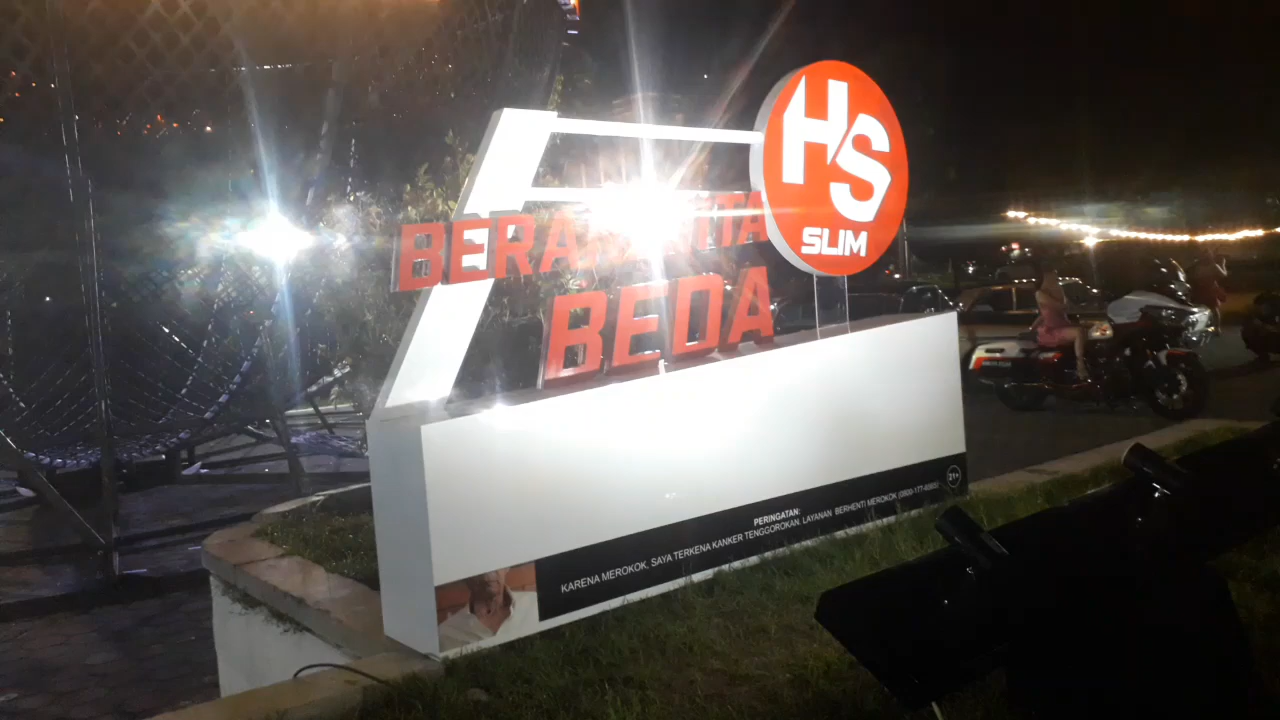 HS
SLIM
BEDA
PERINGATAN:
KARENA MEROKOK, SAYA TERKENA KANKER TENGGOROKAN. LAYANAN BERHENTI MEROKOK (0800-177-6565)
21+